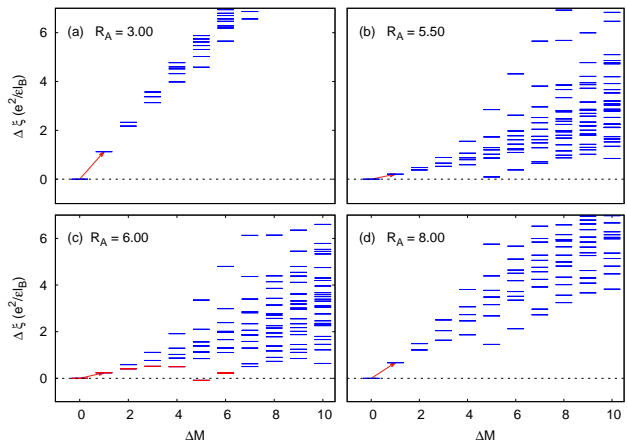 (a) R_A = 3.00
(b) R_A = 5.50
6
4
2
0
Δ ξ (e²/εl_B)
(c) R_A = 6.00
(d) R_A = 8.00
6
4
2
0
Δ ξ (e²/εl_B)
0 2 4 6 8 10
0 2 4 6 8 10
ΔM
ΔM